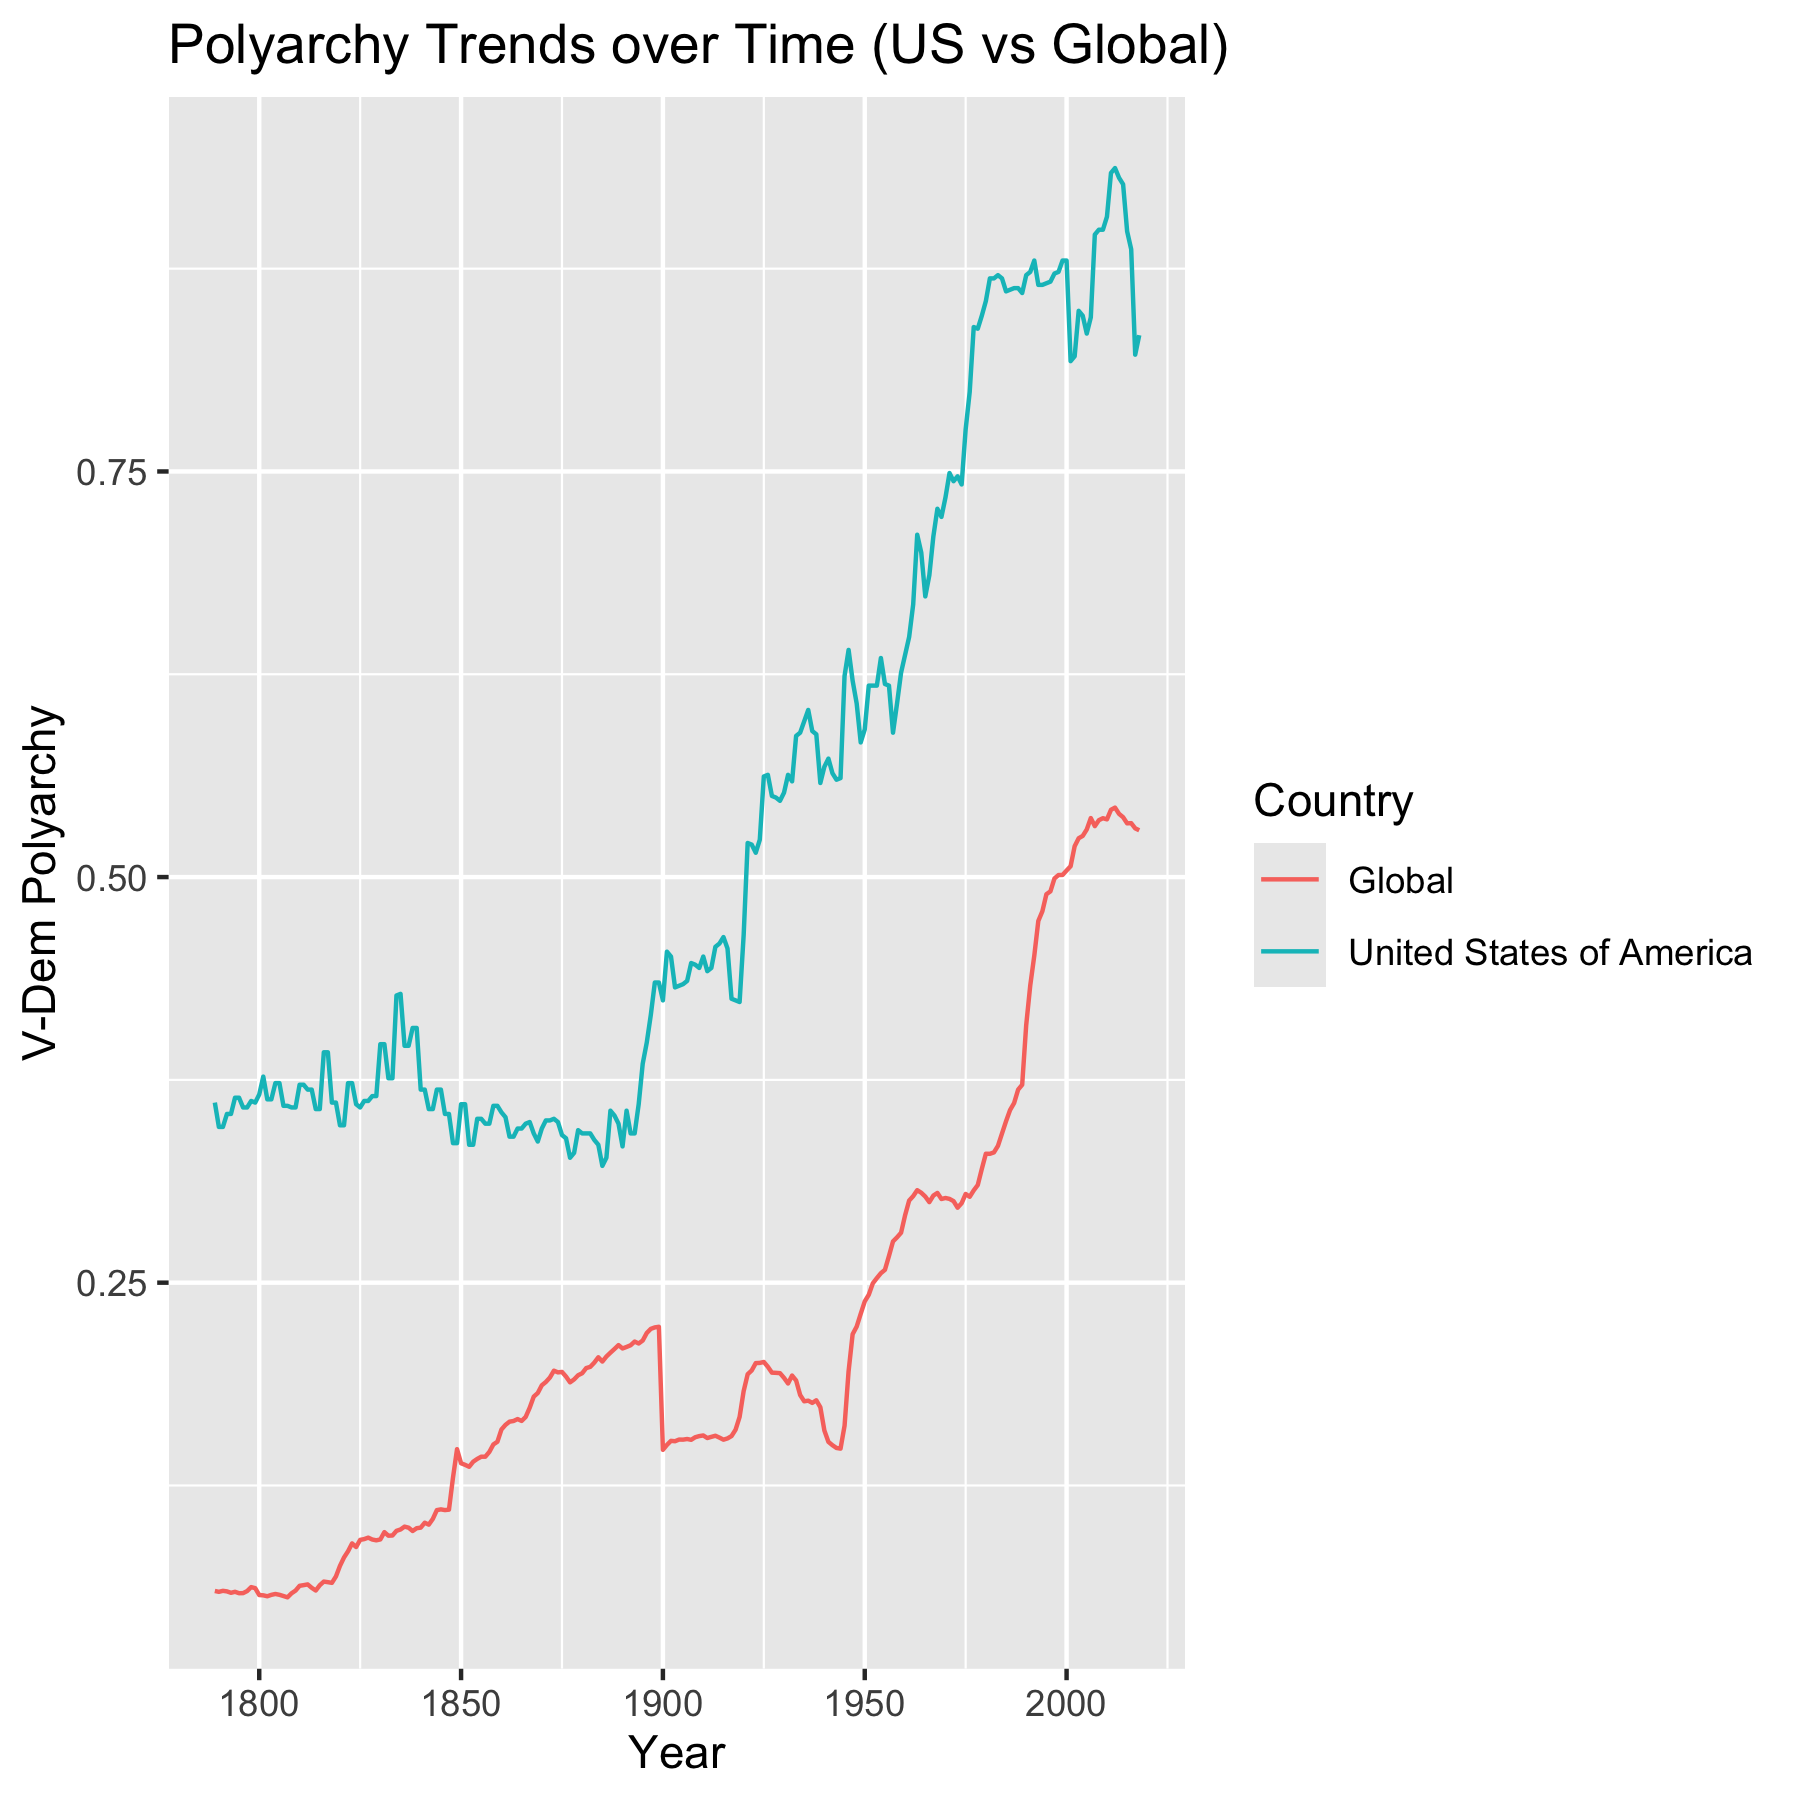 Polyarchy Trends over Time (US vs Global)
V-Dem Polyarchy
0.75
0.50
0.25
1800
1850
1900
1950
2000
Year
Country
Global
United States of America